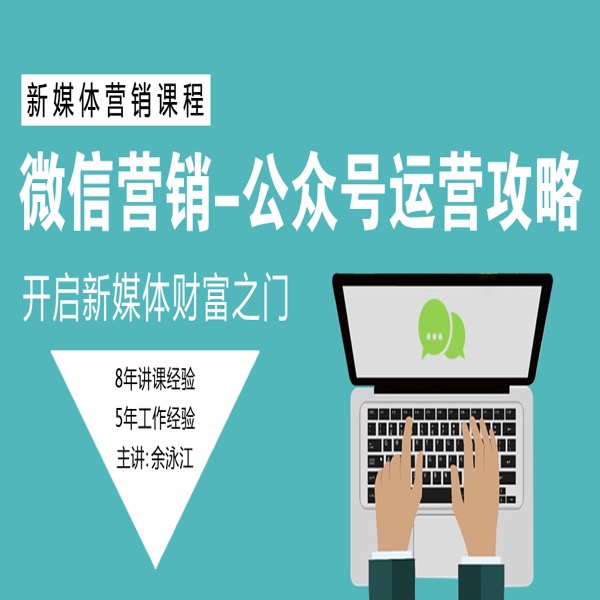 新媒体营销课程
微信营销-公众号运营攻略
开启新媒体财富之门
8年讲课经验
5年工作经验
主讲:余泳江